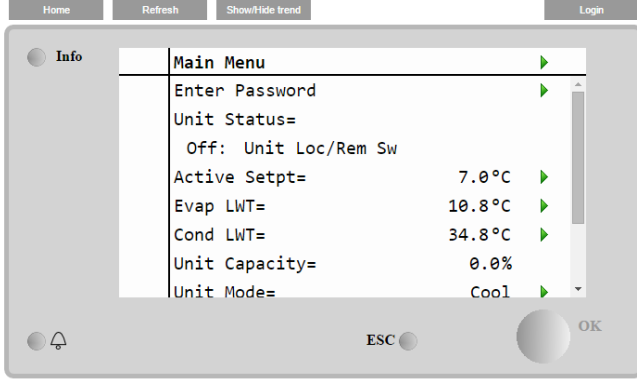 Home Refresh Show/Hide trend Login
Info
Main Menu
Enter Password
Unit Status=
Off: Unit Loc/Rem Sw
Active Setpt= 7.0°C
Evap LWT= 10.8°C
Cond LWT= 34.8°C
Unit Capacity= 0.0%
Unit Mode= Cool
ESC OK